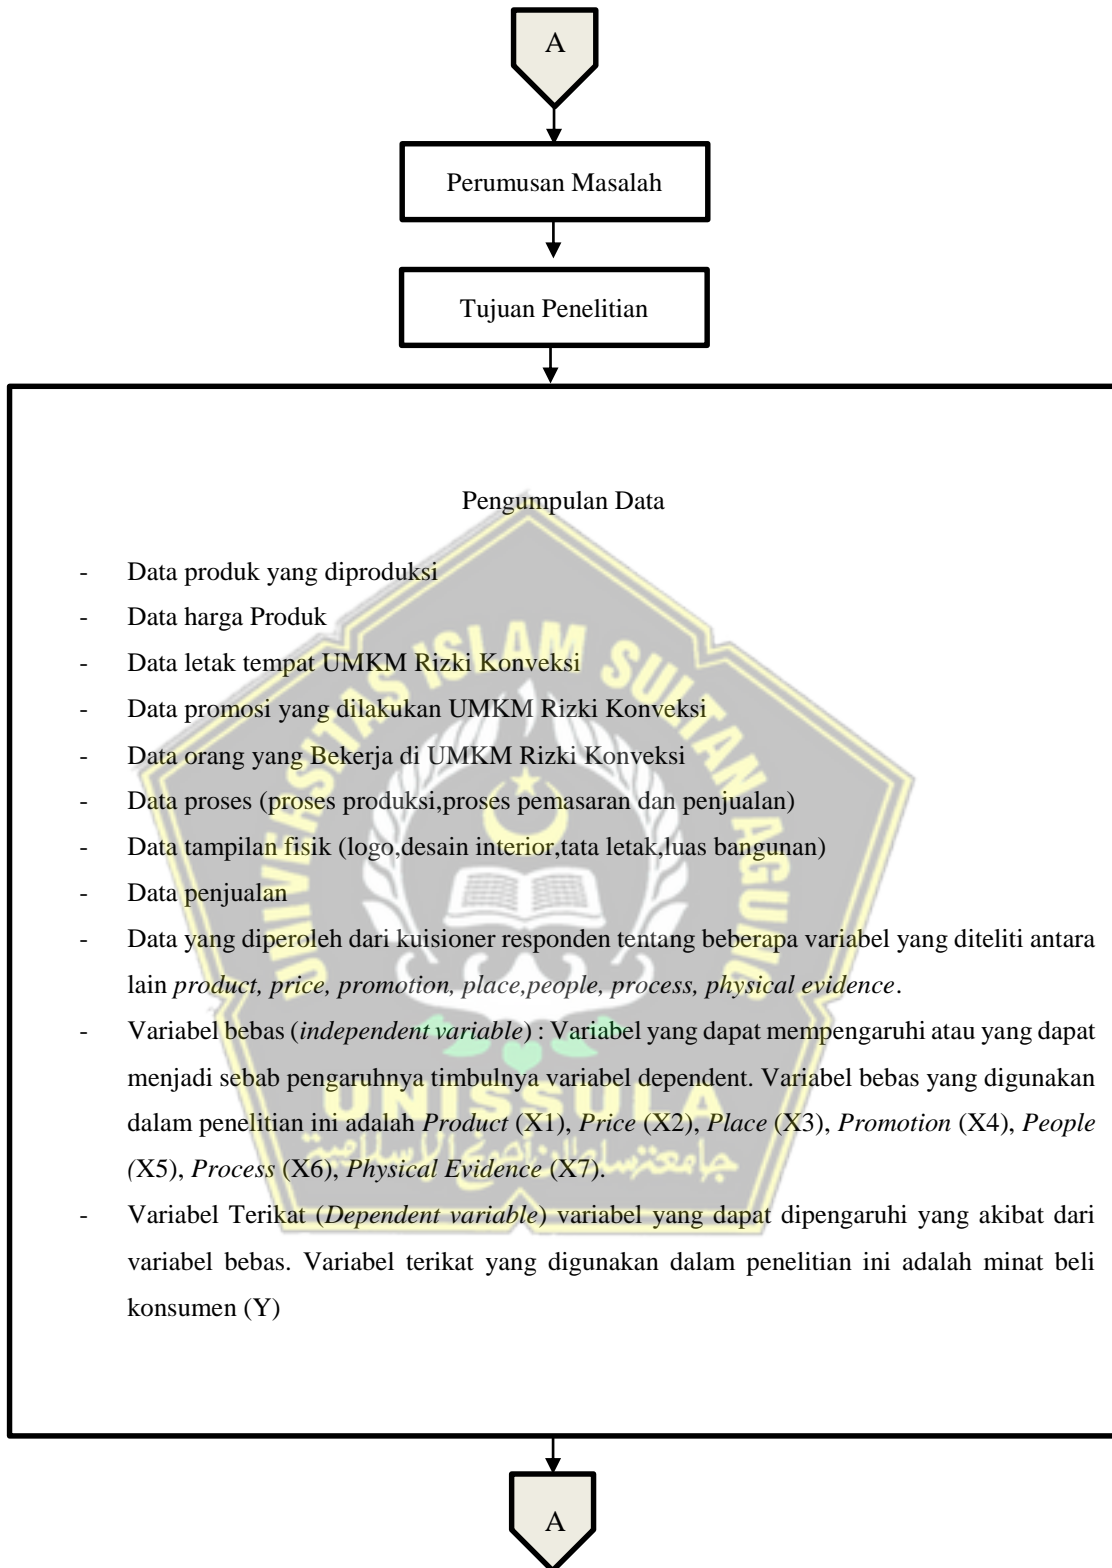 A
Perumusan Masalah
Tujuan Penelitian
Pengumpulan Data
- Data produk yang diproduksi
- Data harga Produk
- Data letak tempat UMKM Rizki Konveksi
- Data promosi yang dilakukan UMKM Rizki Konveksi
- Data orang yang Bekerja di UMKM Rizki Konveksi
- Data proses (proses produksi,proses pemasaran dan penjualan)
- Data tampilan fisik (logo,desain interior,tata letak,luas bangunan)
- Data penjualan
- Data yang diperoleh dari kuisioner responden tentang beberapa variabel yang diteliti antara
lain product, price, promotion, place,people, process, physical evidence.
- Variabel bebas (independent variable) : Variabel yang dapat mempengaruhi atau yang dapat
menjadi sebab pengaruhnya timbulnya variabel dependent. Variabel bebas yang digunakan
dalam penelitian ini adalah Product (X1), Price (X2), Place (X3), Promotion (X4), People
(X5), Process (X6), Physical Evidence (X7).
- Variabel Terikat (Dependent variable) variabel yang dapat dipengaruhi yang akibat dari
variabel bebas. Variabel terikat yang digunakan dalam penelitian ini adalah minat beli
konsumen (Y)
A
UNIVERSITAS ISLAM SULTAN AGUNG
UNISSULA